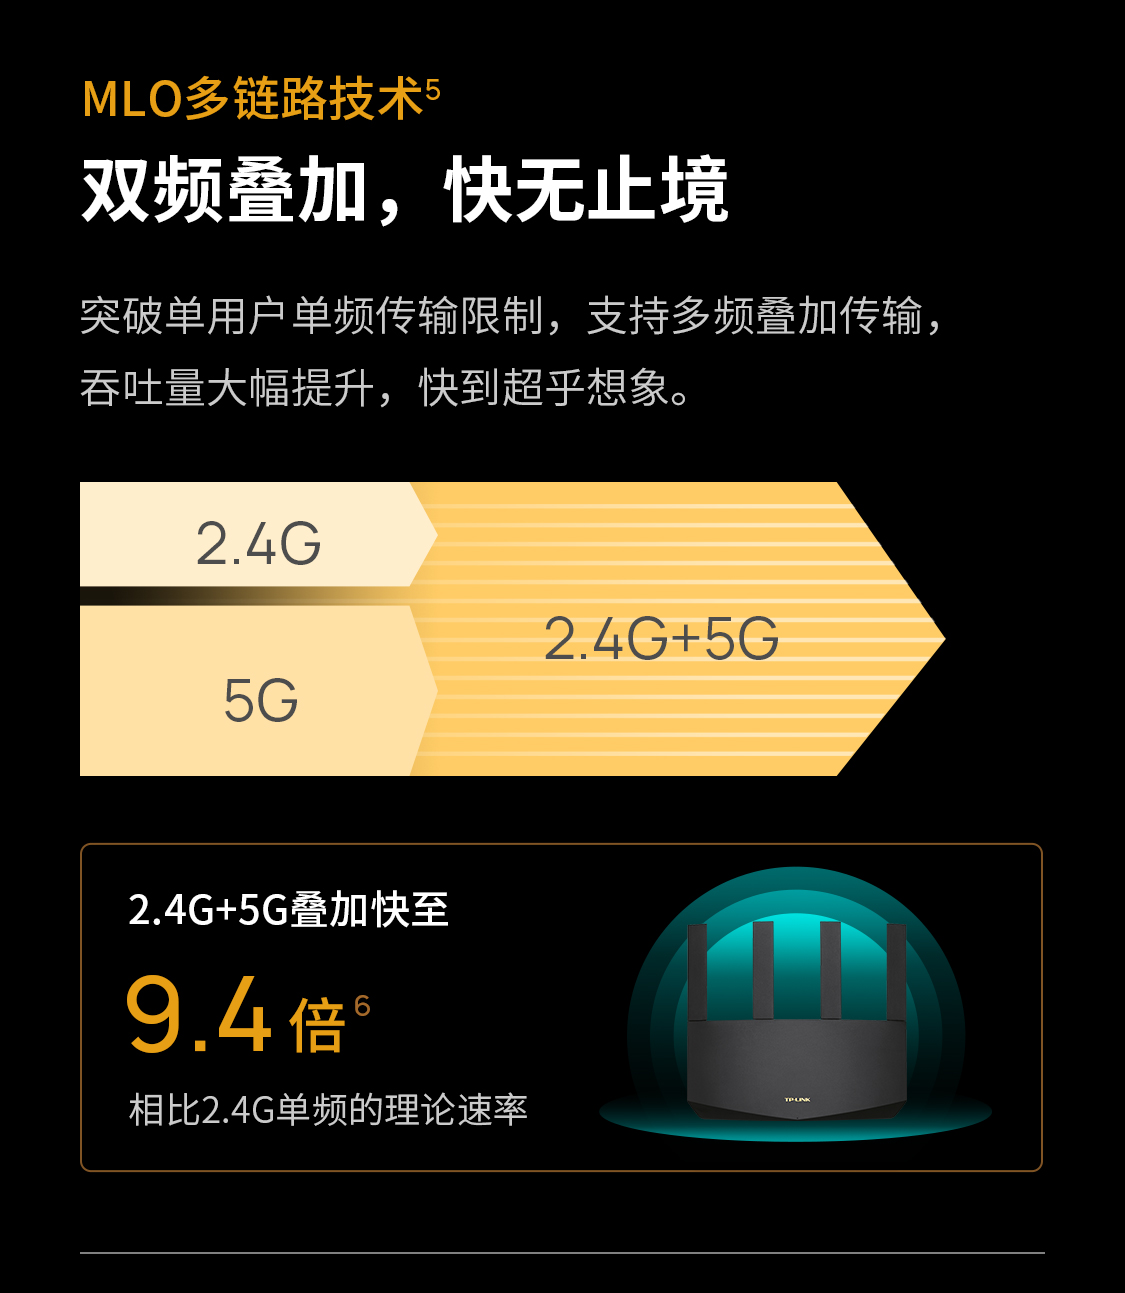 MLO多链路技术5
双频叠加，快无止境
突破单用户单频传输限制，支持多频叠加传输，
吞吐量大幅提升，快到超乎想象。
2.4G
5G
2.4G+5G
2.4G+5G叠加快至
9.4倍6
相比2.4G单频的理论速率
TP-LINK